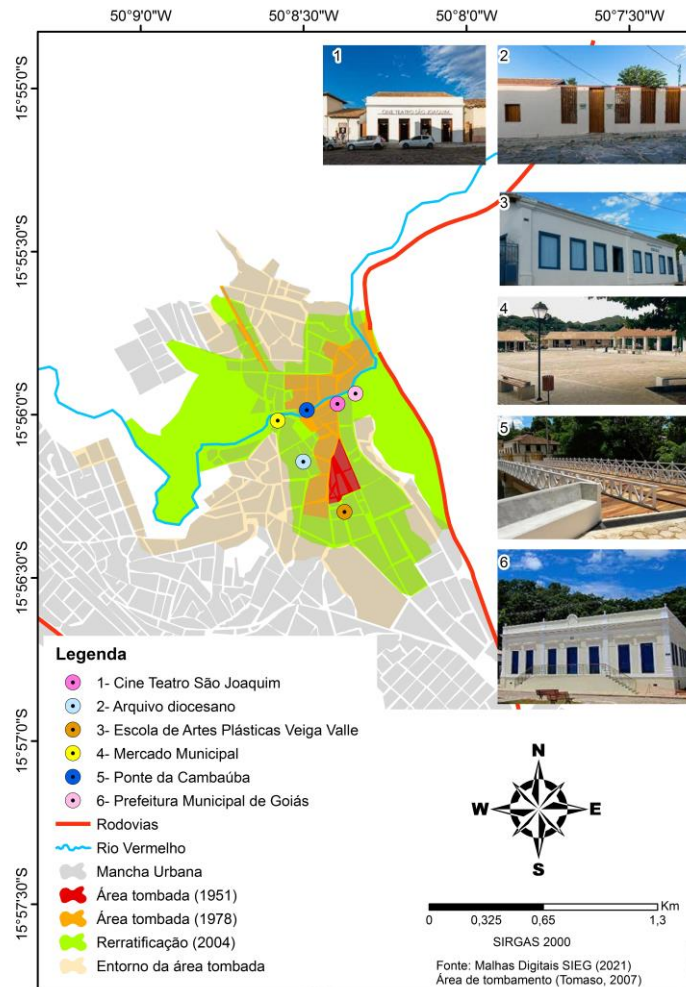 50°9'0"W
50°8'30"W
50°8'0"W
50°7'30"W
15°55'0"S
15°55'30"S
15°56'0"S
15°56'30"S
15°57'0"S
15°57'30"S
1
CINE TEATRO SÃO JOAQUIM
2
3
4
5
6
Legenda
1- Cine Teatro São Joaquim
2- Arquivo diocesano
3- Escola de Artes Plásticas Veiga Valle
4- Mercado Municipal
5- Ponte da Cambaúba
6- Prefeitura Municipal de Goiás
Rodovias
Rio Vermelho
Mancha Urbana
Área tombada (1951)
Área tombada (1978)
Rerratificação (2004)
Entorno da área tombada
N
W E
S
Km
0 0,325 0,65 1,3
SIRGAS 2000
Fonte: Malhas Digitais SIEG (2021)
Área de tombamento (Tomaso, 2007)